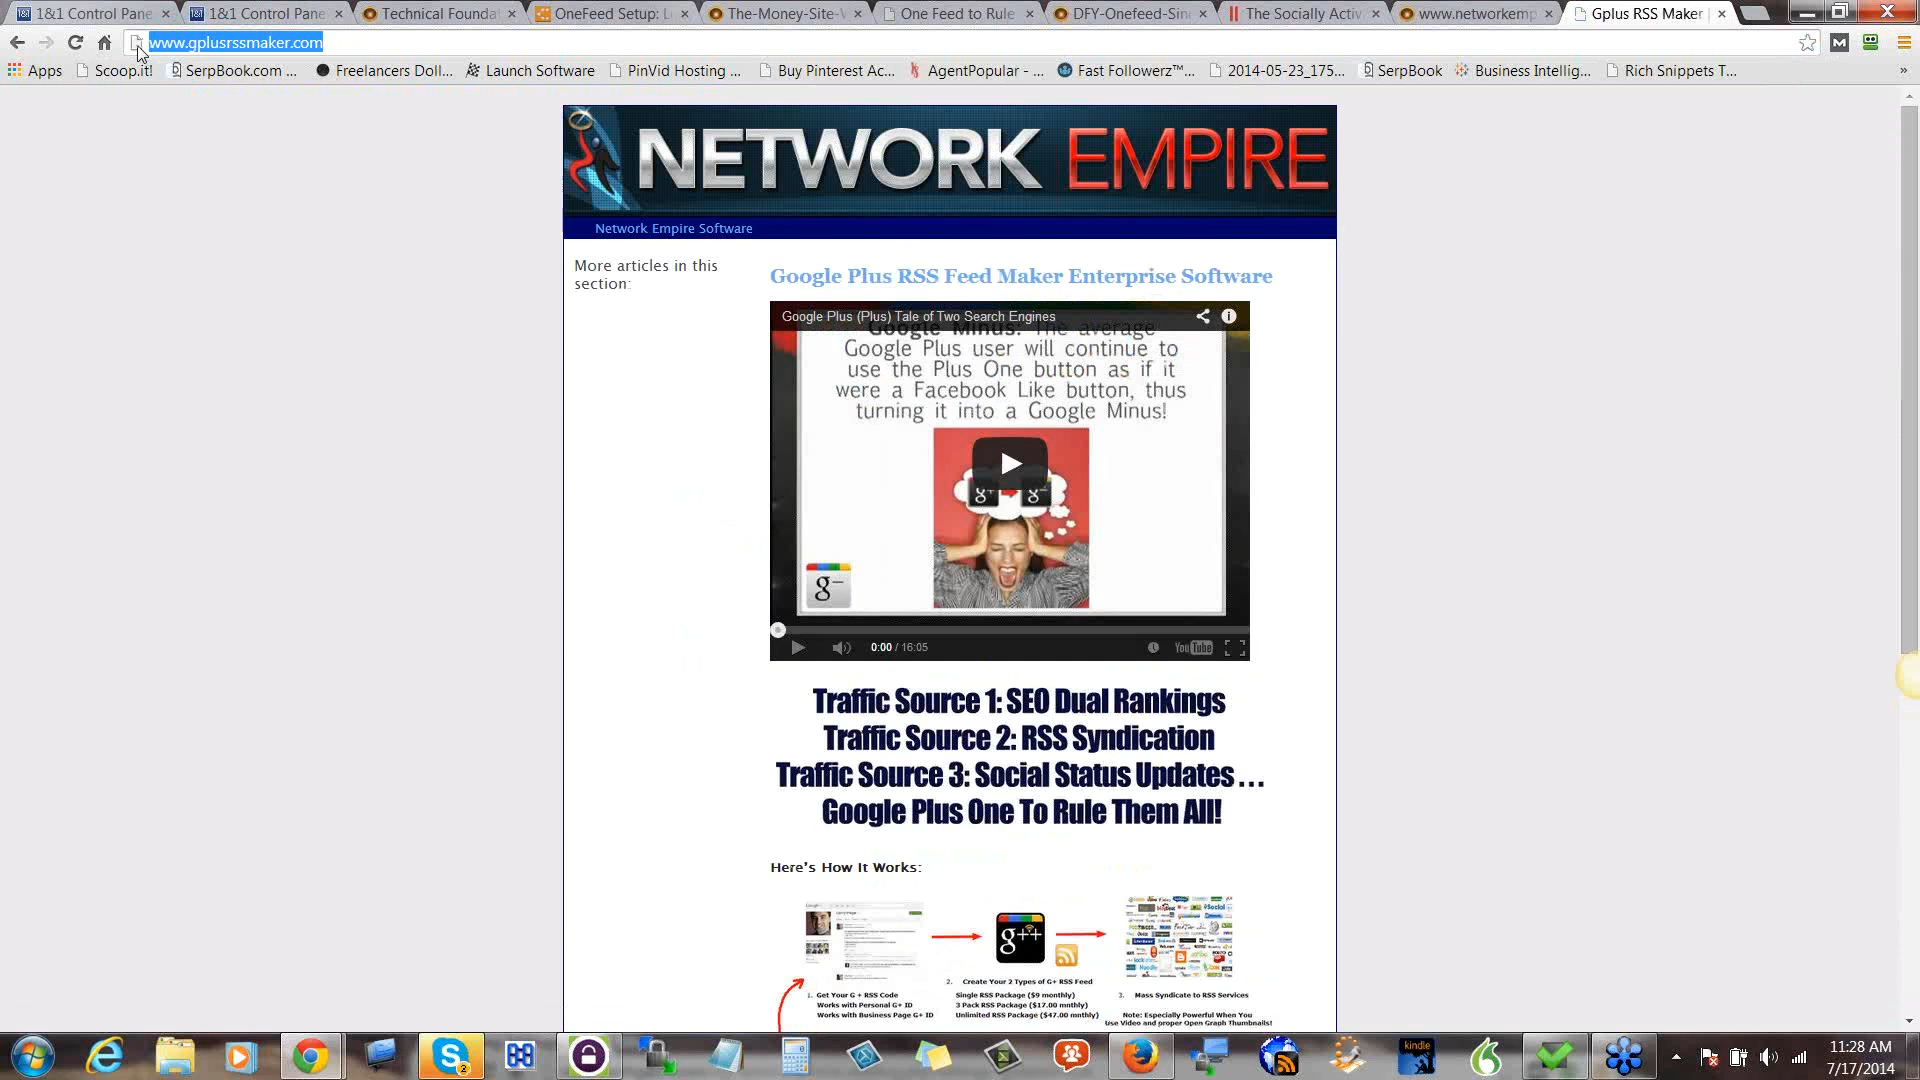 1&1 Control Pane
1&1 Control Pane
Technical Founda
OneFeed Setup: L
The-Money-Site-V
One Feed to Rule
DFY-Onefeed-Sin
The Socially Activ
www.networkemp
Gplus RSS Maker |
www.gplusrssmaker.com
Apps
Scoop.it!
SerpBook.com ...
Freelancers Doll...
Launch Software
PinVid Hosting ...
Buy Pinterest Ac...
AgentPopular - ...
Fast Followerz™...
2014-05-23_175...
SerpBook
Business Intellig...
Rich Snippets T...
NETWORK EMPIRE
Network Empire Software
More articles in this
section:
Google Plus RSS Feed Maker Enterprise Software
Google Plus (Plus) Tale of Two Search Engines
Google Minus: The average
Google Plus user will continue to
use the Plus One button as if it
were a Facebook Like button, thus
turning it into a Google Minus!
g+
g-
g-
0:00 / 16:05
YouTube
Traffic Source 1: SEO Dual Rankings
Traffic Source 2: RSS Syndication
Traffic Source 3: Social Status Updates . . .
Google Plus One To Rule Them All!
Here's How It Works:
g++
1. Get Your G + RSS Code
Works with Personal G+ ID
Works with Business Page G+ ID
2. Create Your 2 Types of G+ RSS Feed
Single RSS Package ($9 monthly)
3 Pack RSS Package ($17.00 mnthly)
Unlimited RSS Package ($47.00 mnthly)
3. Mass Syndicate to RSS Services
Note: Especially Powerful When You
Use Video and proper Open Graph Thumbnails!
kindle
11:28 AM
7/17/2014